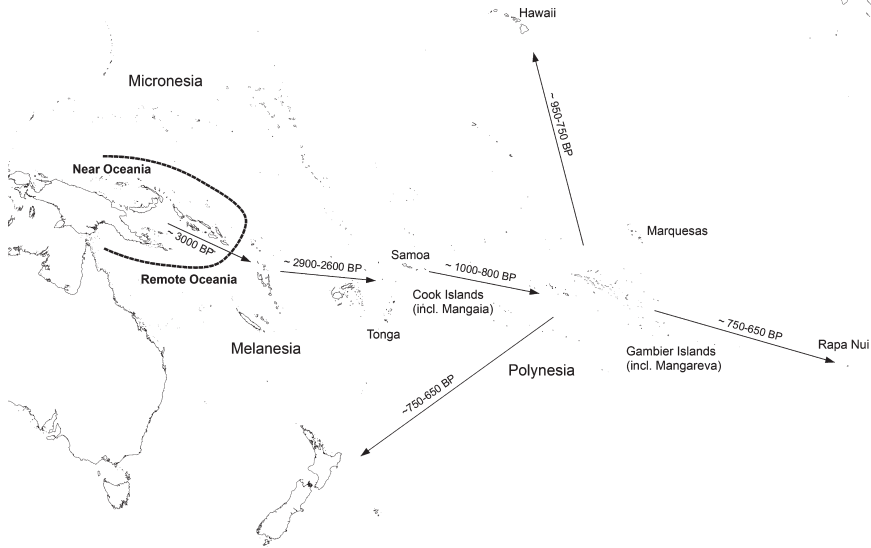 Hawaii
Micronesia
~ 950-750 BP
Near Oceania
Marquesas
~ 3000 BP
Samoa
~ 2900-2600 BP
~ 1000-800 BP
Remote Oceania
Cook Islands
(incl. Mangaia)
Tonga
~ 750-650 BP
Rapa Nui
Melanesia
Gambier Islands
(incl. Mangareva)
Polynesia
~750-650 BP